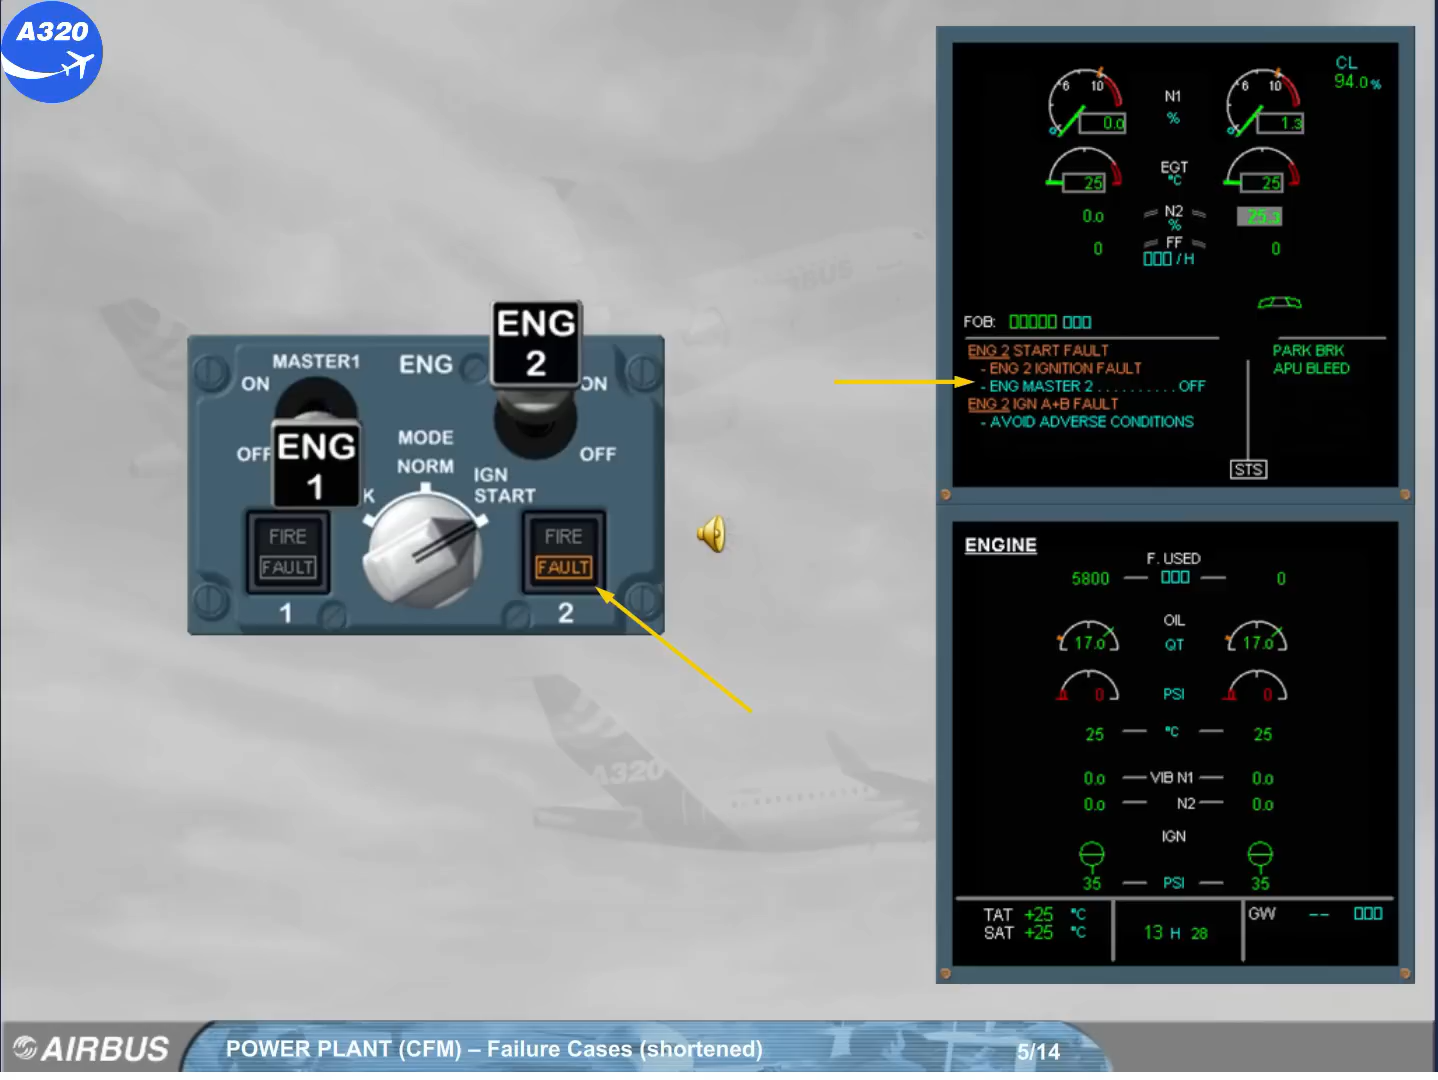 A320
ENG
2
MASTER1
ENG
ON
ON
OFF
ENG
1
OFF
MODE
NORM
IGN
START
K
FIRE
FAULT
FIRE
FAULT
1
2
CL
94.0 %
6 10
N1
6 10
0.0
%
1.3
EGT
25
°C
25
0.0
N2
%
0
FF
0
/ H
FOB:
ENG 2 START FAULT
- ENG 2 IGNITION FAULT
- ENG MASTER 2 . . . . . . . . . . OFF
ENG 2 IGN A+B FAULT
- AVOID ADVERSE CONDITIONS
PARK BRK
APU BLEED
STS
ENGINE
F. USED
5800
0
OIL
17.0
QT
17.0
0
PSI
0
25
°C
25
0.0
VIB N1
0.0
0.0
N2
0.0
IGN
35
PSI
35
TAT +25 °C
SAT +25 °C
13 H 28
GW --
A320
AIRBUS
POWER PLANT (CFM) – Failure Cases (shortened)
5/14